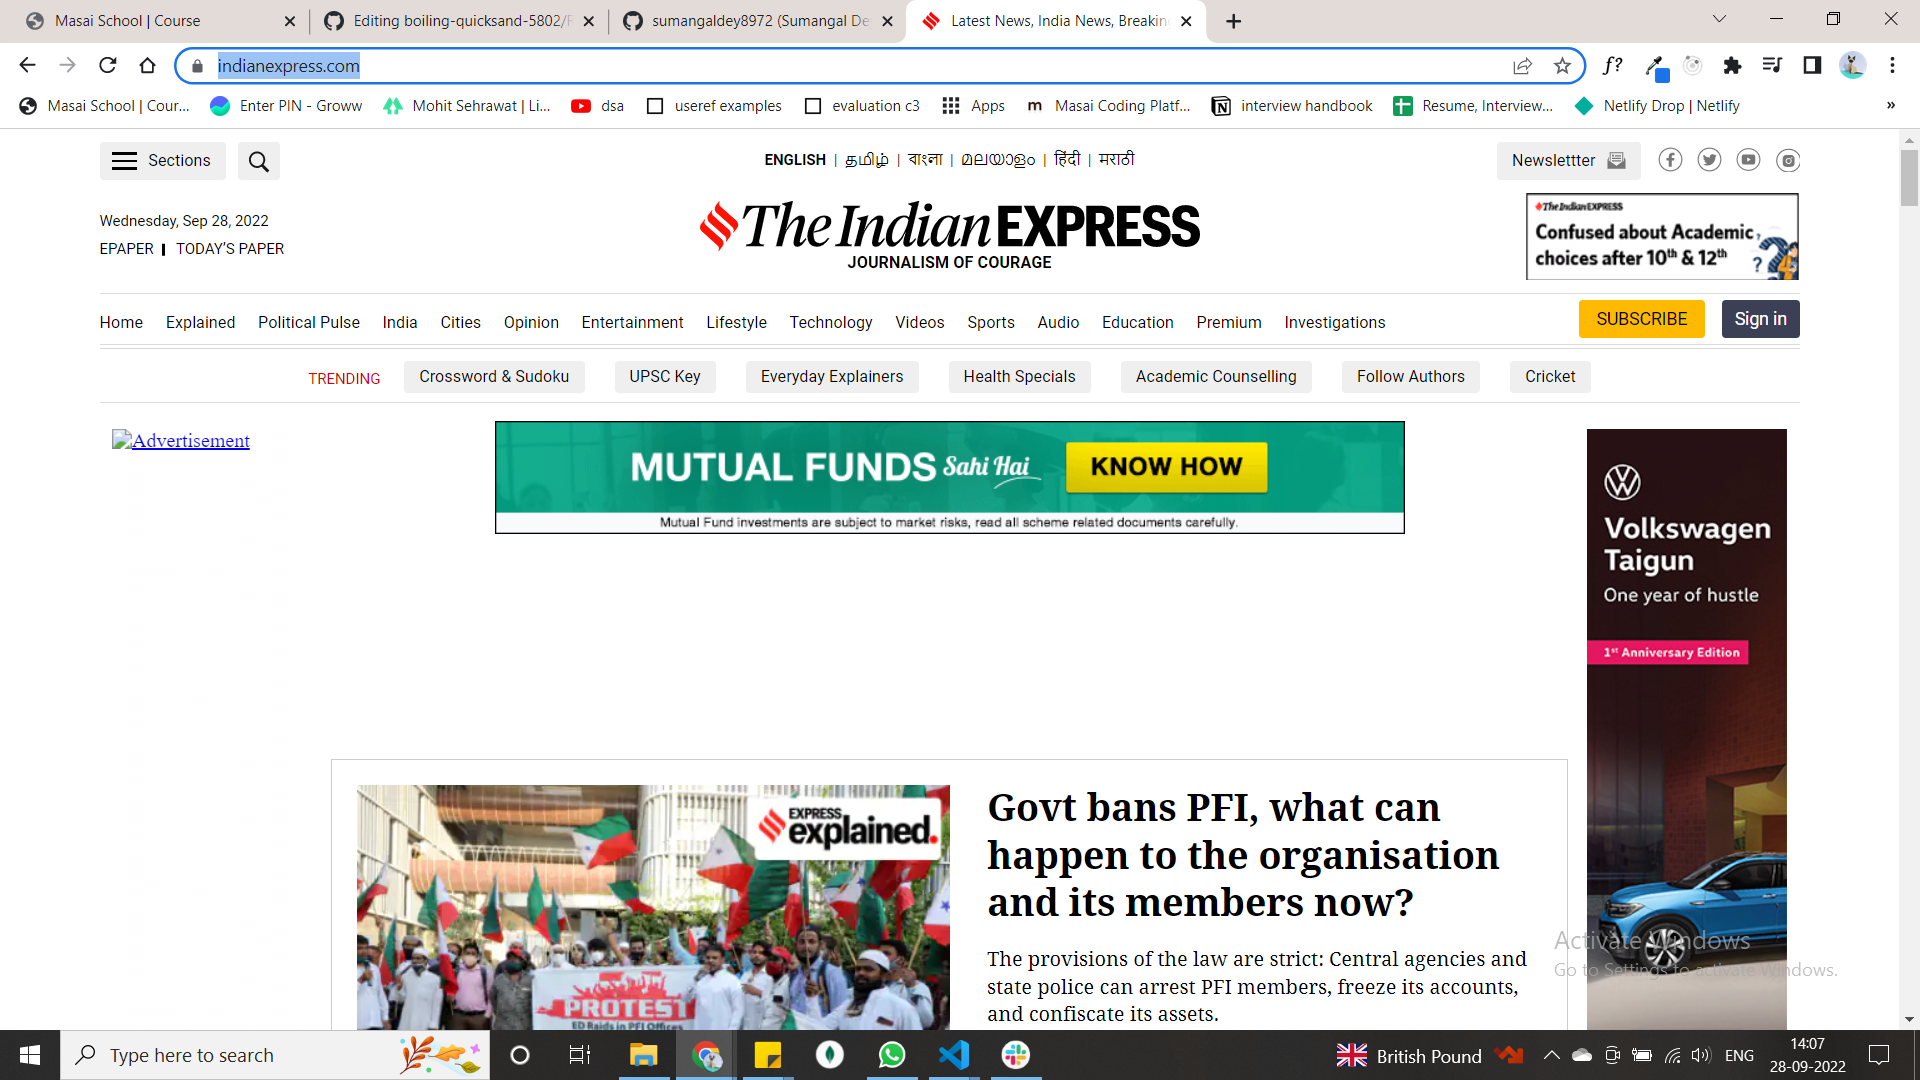 Masai School | Course
Editing boiling-quicksand-5802/R
sumangaldey8972 (Sumangal De
Latest News, India News, Breakin
indianexpress.com
f?
Masai School | Cour...
Enter PIN - Groww
Mohit Sehrawat | Li...
dsa
useref examples
evaluation c3
Apps
Masai Coding Platf...
interview handbook
Resume, Interview...
Netlify Drop | Netlify
»
Sections
ENGLISH | தமிழ் | বাংলা | മലയാളം | हिंदी | मराठी
Newslettter
Wednesday, Sep 28, 2022
EPAPER | TODAY'S PAPER
The Indian EXPRESS
JOURNALISM OF COURAGE
The Indian EXPRESS
Confused about Academic
choices after 10th & 12th
Home Explained Political Pulse India Cities Opinion Entertainment Lifestyle Technology Videos Sports Audio Education Premium Investigations
SUBSCRIBE
Sign in
TRENDING
Crossword & Sudoku
UPSC Key
Everyday Explainers
Health Specials
Academic Counselling
Follow Authors
Cricket
Advertisement
MUTUAL FUNDS Sahi Hai
KNOW HOW
Mutual Fund investments are subject to market risks, read all scheme related documents carefully.
Volkswagen
Taigun
One year of hustle
1st Anniversary Edition
EXPRESS
explained.
PROTEST
ED Raids in PFI Offices
Govt bans PFI, what can
happen to the organisation
and its members now?
The provisions of the law are strict: Central agencies and
state police can arrest PFI members, freeze its accounts,
and confiscate its assets.
Activate Windows
Go to Settings to activate Windows.
Type here to search
British Pound
ENG
14:07
28-09-2022